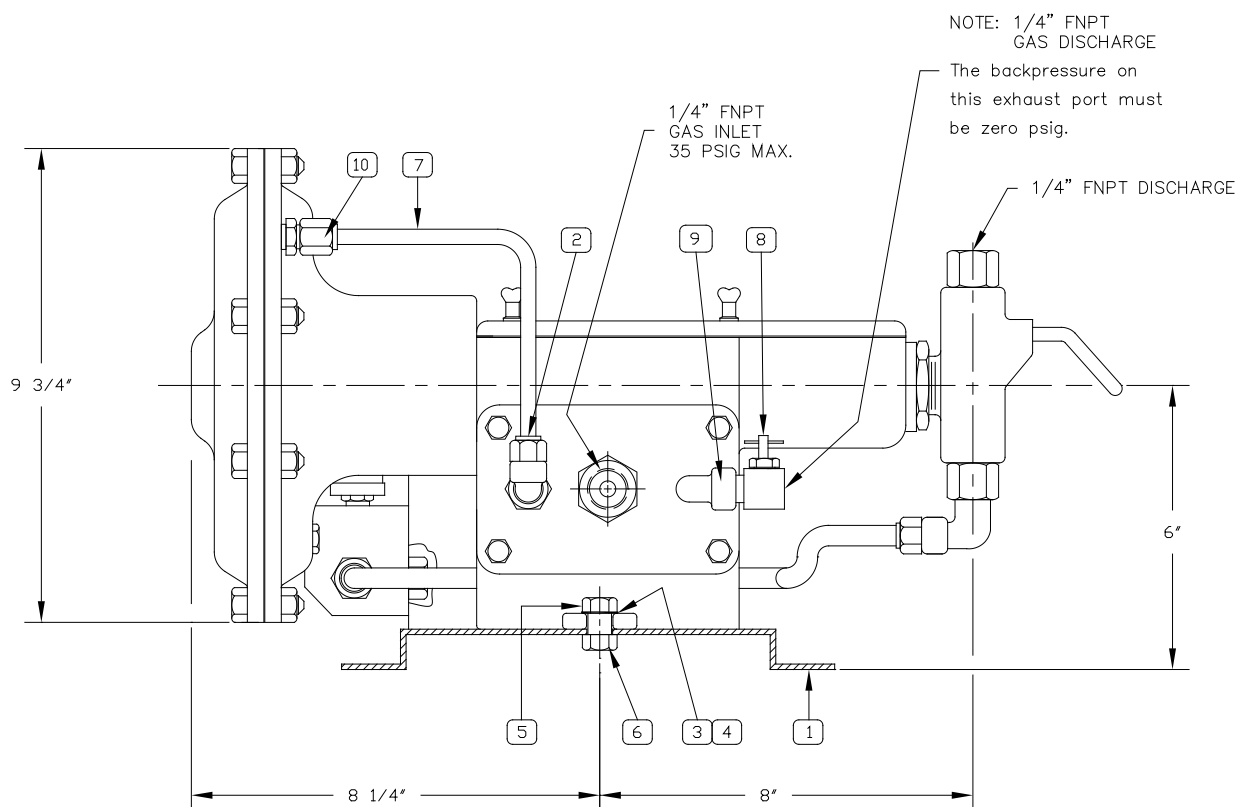 NOTE: 1/4" FNPT
GAS DISCHARGE
The backpressure on
this exhaust port must
be zero psig.
1/4" FNPT
GAS INLET
35 PSIG MAX.
1/4" FNPT DISCHARGE
10
7
2
9
8
9 3/4"
6"
5
6
3
4
1
8 1/4"
8"